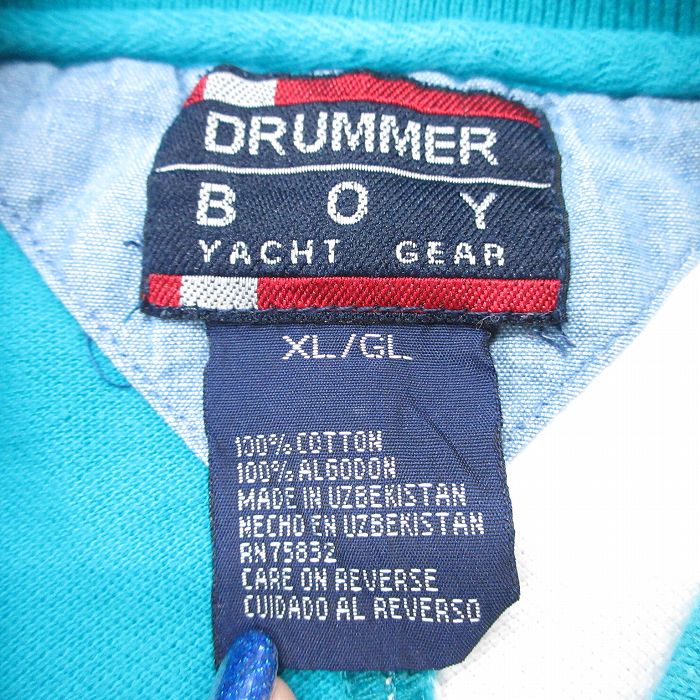 DRUMMER
BOY
YACHT GEAR
XL/GL
100% COTTON
100% ALGODON
MADE IN UZBEKISTAN
HECHO EN UZBEKISTAN
RN75832
CARE ON REVERSE
CUIDADO AL REVERSO